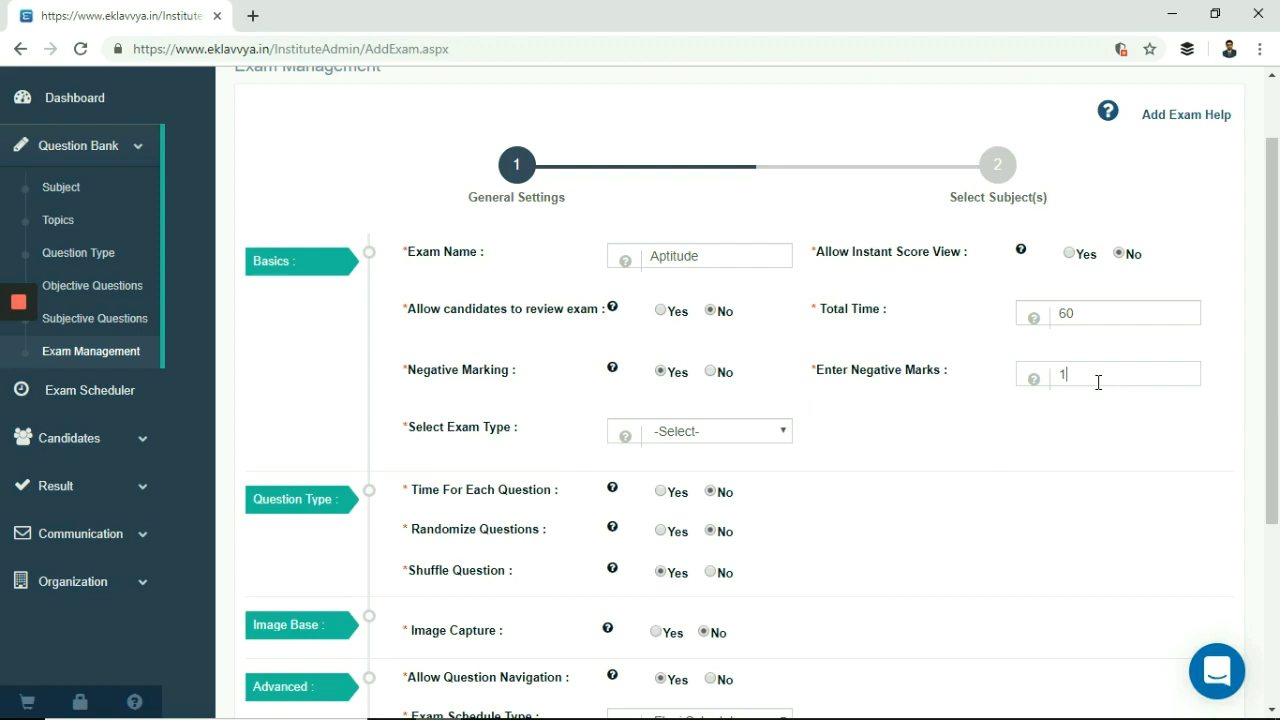 https://www.eklavvya.in/Institute
https://www.eklavvya.in/InstituteAdmin/AddExam.aspx
Exam Management
Dashboard
Question Bank
Subject
Topics
Question Type
Objective Questions
Subjective Questions
Exam Management
Exam Scheduler
Candidates
Result
Communication
Organization
? Add Exam Help
1 2
General Settings Select Subject(s)
Basics :
*Exam Name : ? Aptitude *Allow Instant Score View : ? Yes No
*Allow candidates to review exam : ? Yes No * Total Time : ? 60
*Negative Marking : ? Yes No *Enter Negative Marks : ? 1
*Select Exam Type : ? -Select-
Question Type :
* Time For Each Question : ? Yes No
* Randomize Questions : ? Yes No
*Shuffle Question : ? Yes No
Image Base :
* Image Capture : ? Yes No
Advanced :
*Allow Question Navigation : ? Yes No
* Exam Schedule Type :